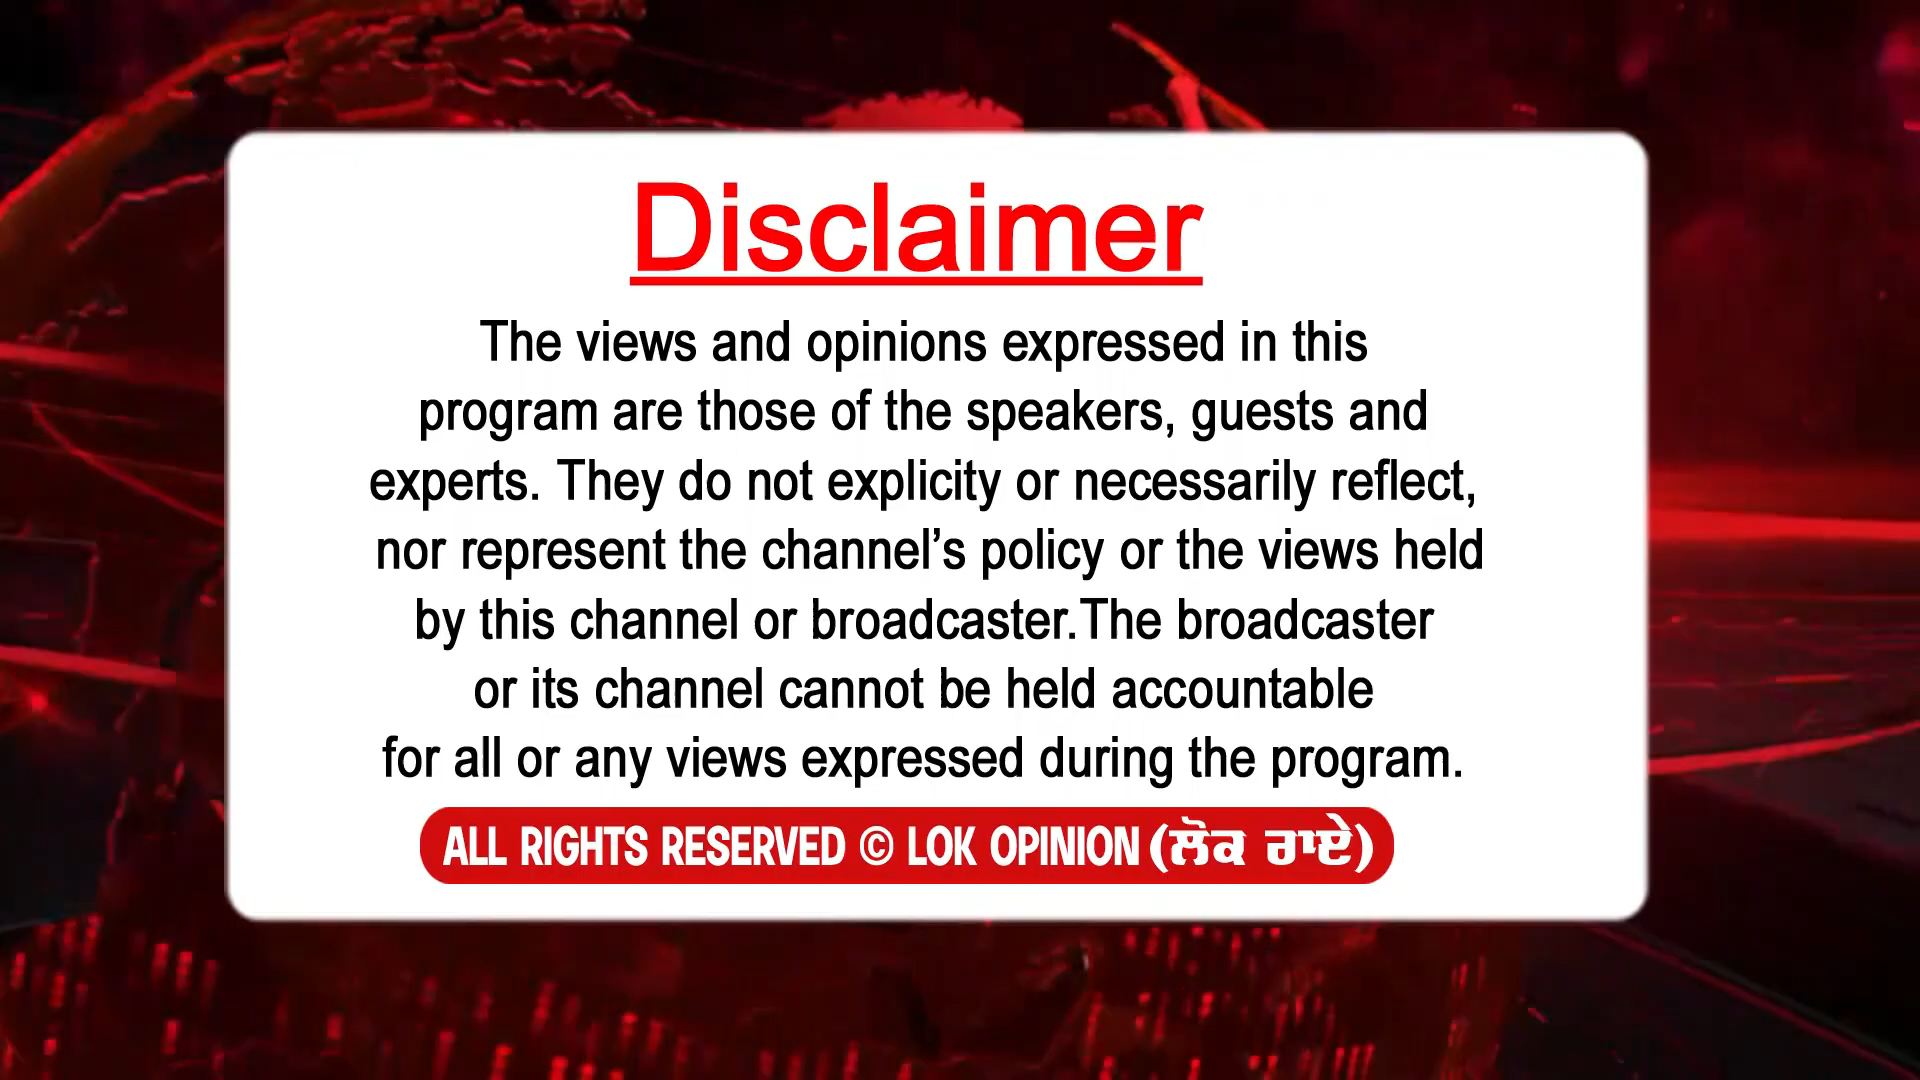 Disclaimer
The views and opinions expressed in this
program are those of the speakers, guests and
experts. They do not explicity or necessarily reflect,
nor represent the channel’s policy or the views held
by this channel or broadcaster.The broadcaster
or its channel cannot be held accountable
for all or any views expressed during the program.
ALL RIGHTS RESERVED © LOK OPINION (ਲੋਕ ਰਾਏ)